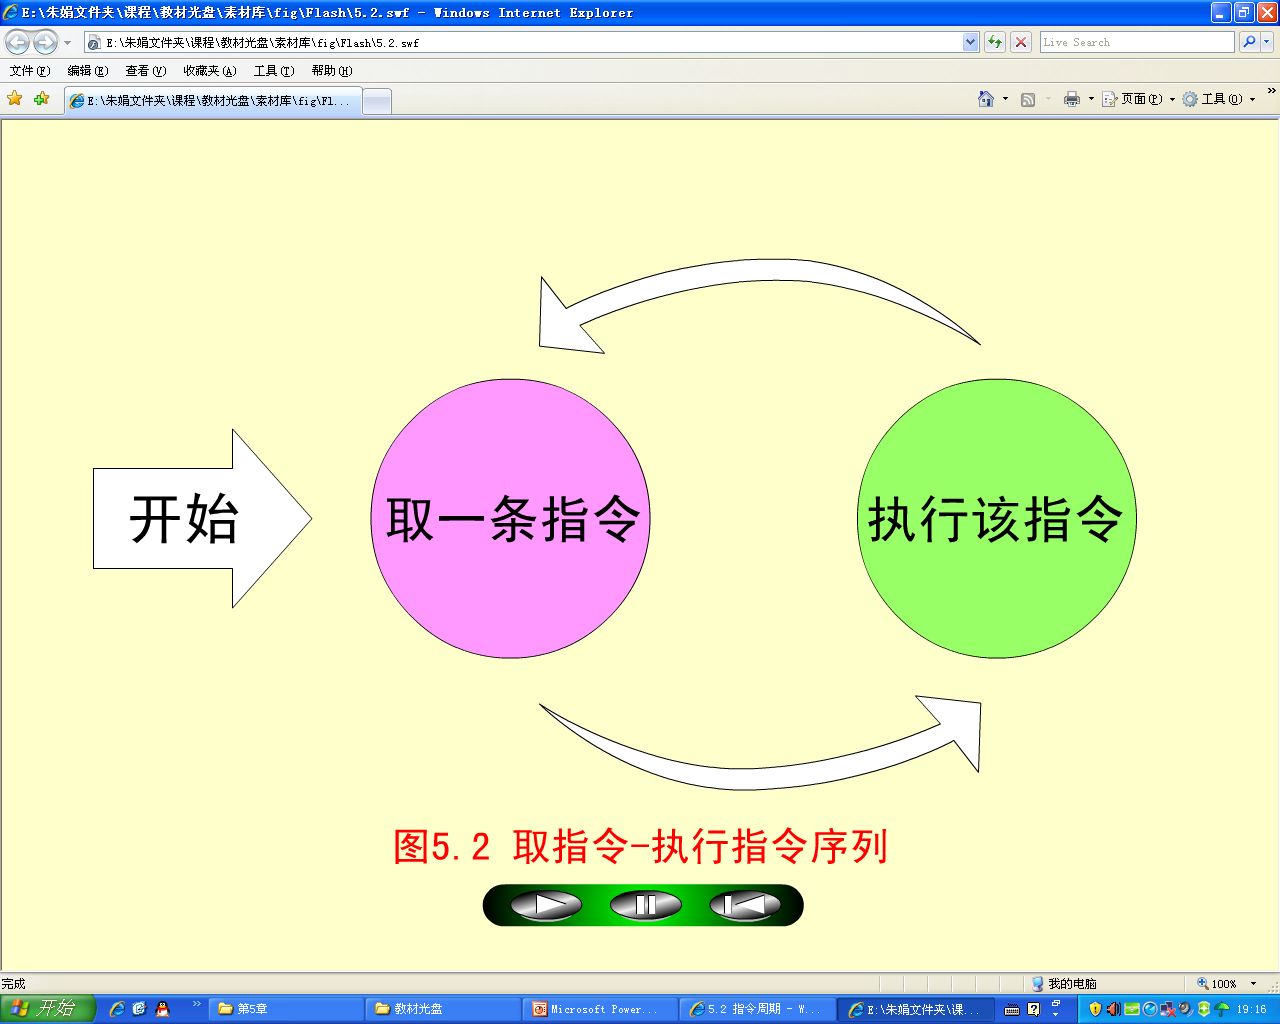 E:\朱娟文件夹\课程\教材光盘\素材库\fig\Flash\5.2.swf - Windows Internet Explorer
E:\朱娟文件夹\课程\教材光盘\素材库\fig\Flash\5.2.swf
Live Search
文件(F) 编辑(E) 查看(V) 收藏夹(A) 工具(T) 帮助(H)
E:\朱娟文件夹\课程\教材光盘\素材库\fig\Fl...
页面(P) 工具(O)
开始
取一条指令
执行该指令
图5.2 取指令-执行指令序列
完成
我的电脑
100%
开始
第5章
教材光盘
Microsoft Power...
5.2 指令周期 - W...
E:\朱娟文件夹\课...
19:16